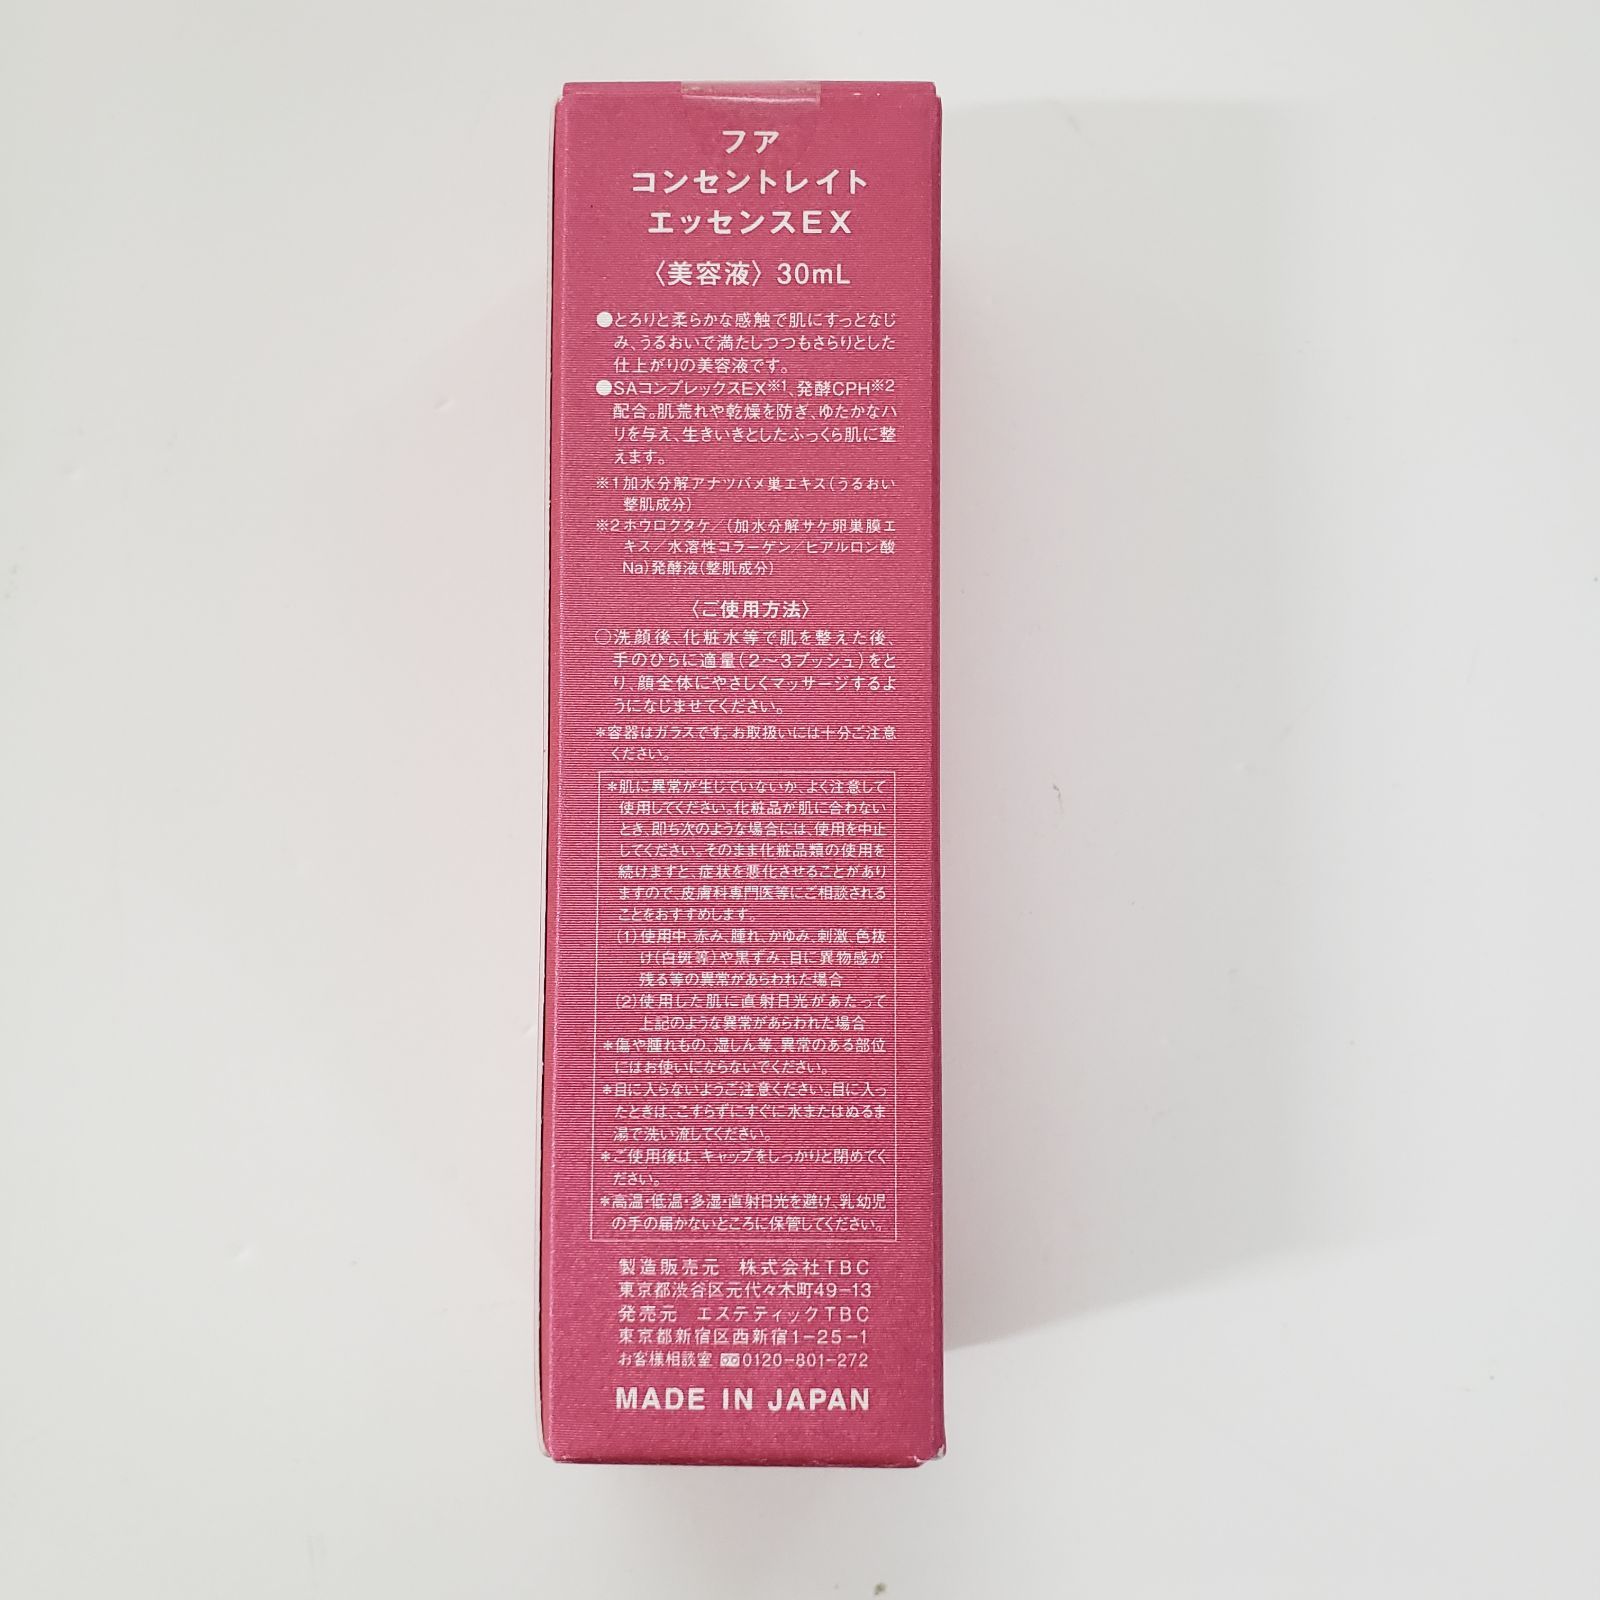 フア
コンセントレイト
エッセンスEX
〈美容液〉30mL
●とろりと柔らかな感触で肌にすっとなじ
み、うるおいで満たしつつもさらりとした
仕上がりの美容液です。
●SAコンプレックスEX※1、発酵CPH※2
配合。肌荒れや乾燥を防ぎ、ゆたかなハ
リを与え、生きいきとしたふっくら肌に整
えます。
※1 加水分解アナツバメ巣エキス(うるおい
整肌成分)
※2 ホウロクタケ/(加水分解サケ卵巣膜エ
キス/水溶性コラーゲン/ヒアルロン酸
Na)発酵液(整肌成分)
〈ご使用方法〉
○洗顔後、化粧水等で肌を整えた後、
手のひらに適量(2〜3プッシュ)をと
り、顔全体にやさしくマッサージするよ
うになじませてください。
*容器はガラスです。お取扱いには十分ご注意
ください。
*肌に異常が生じていないか、よく注意して
使用してください。化粧品が肌に合わない
とき、即ち次のような場合には、使用を中止
してください。そのまま化粧品類の使用を
続けますと、症状を悪化させることがあり
ますので、皮膚科専門医等にご相談される
ことをおすすめします。
(1)使用中、赤み、腫れ、かゆみ、刺激、色抜
け(白斑等)や黒ずみ、目に異物感が
残る等の異常があらわれた場合
(2)使用した肌に直射日光があたって
上記のような異常があらわれた場合
*傷や腫れもの、湿しん等、異常のある部位
にはお使いにならないでください。
*目に入らないようご注意ください。目に入っ
たときは、こすらずにすぐに水またはぬるま
湯で洗い流してください。
*ご使用後は、キャップをしっかりと閉めてく
ださい。
*高温・低温・多湿・直射日光を避け、乳幼児
の手の届かないところに保管してください。
製造販売元 株式会社TBC
東京都渋谷区元代々木町49-13
発売元 エステティックTBC
東京都新宿区西新宿1-25-1
お客様相談室 0120-801-272
MADE IN JAPAN